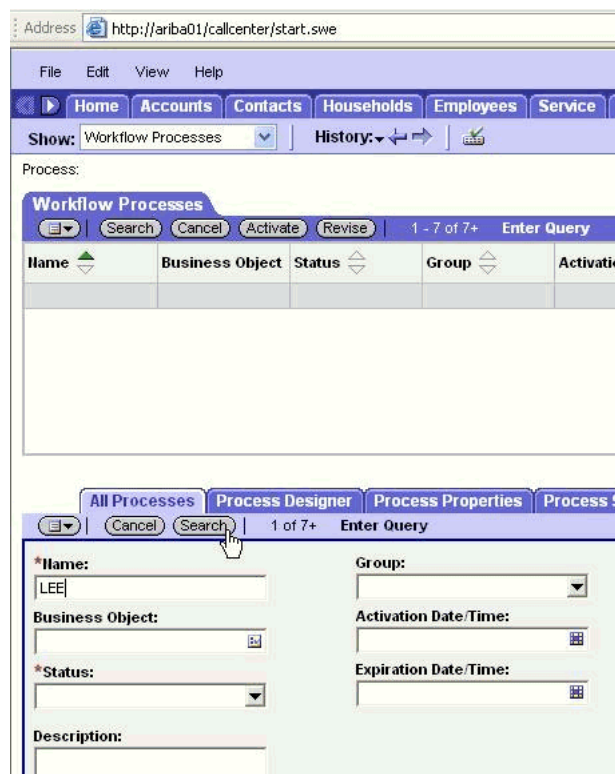 Address http://ariba01/callcenter/start.swe
File Edit View Help
Home Accounts Contacts Households Employees Service
Show: Workflow Processes History:
Process:
Workflow Processes
Search Cancel Activate Revise 1 - 7 of 7+ Enter Query
Name Business Object Status Group Activati
All Processes Process Designer Process Properties Process
Cancel Search 1 of 7+ Enter Query
*Name: Group:
LEE
Business Object: Activation Date/Time:
*Status: Expiration Date/Time:
Description: